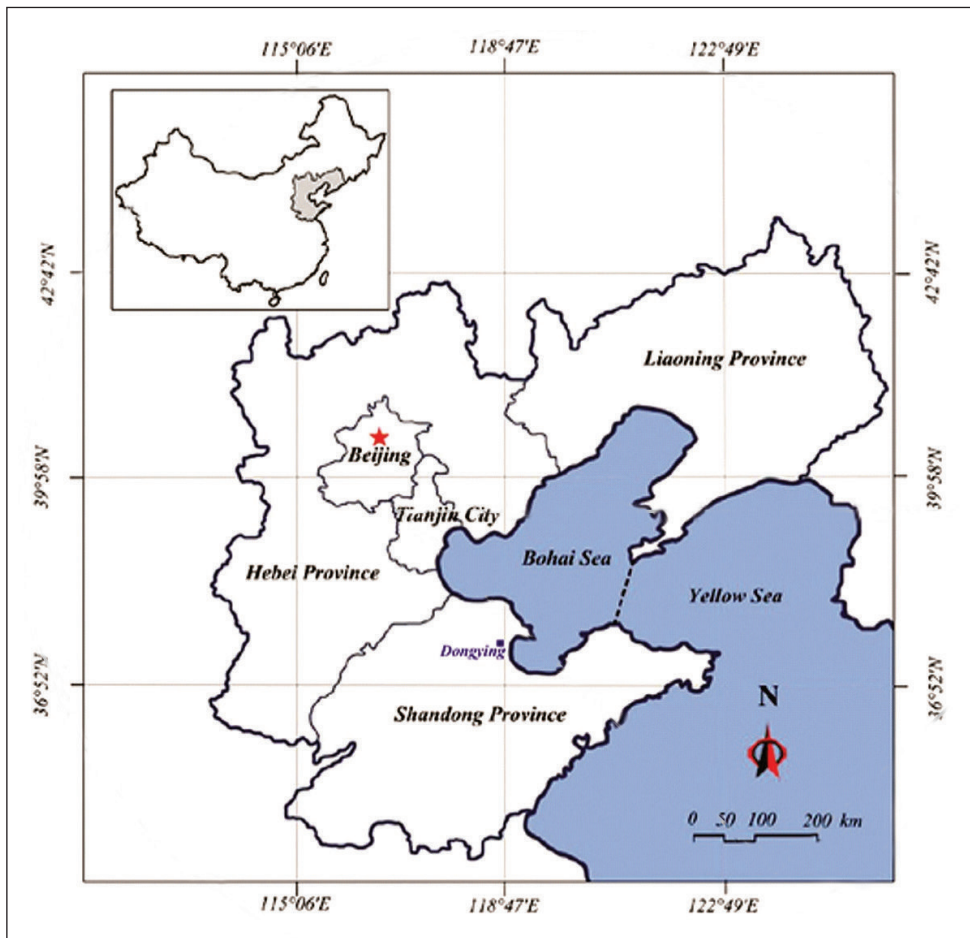 115°06'E 118°47'E 122°49'E
42°42'N 42°42'N
Liaoning Province
Beijing
39°58'N 39°58'N
Tianjin City
Bohai Sea
Hebei Province
Yellow Sea
Dongying
36°52'N 36°52'N
Shandong Province
N
0 50 100 200 km
115°06'E 118°47'E 122°49'E